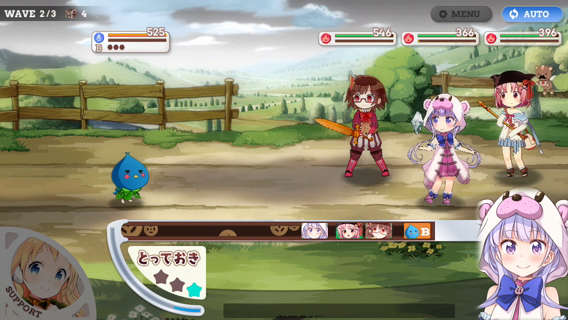 WAVE 2/3 4
MENU
AUTO
525
B
546
366
396
B
とっておき
SUPPORT